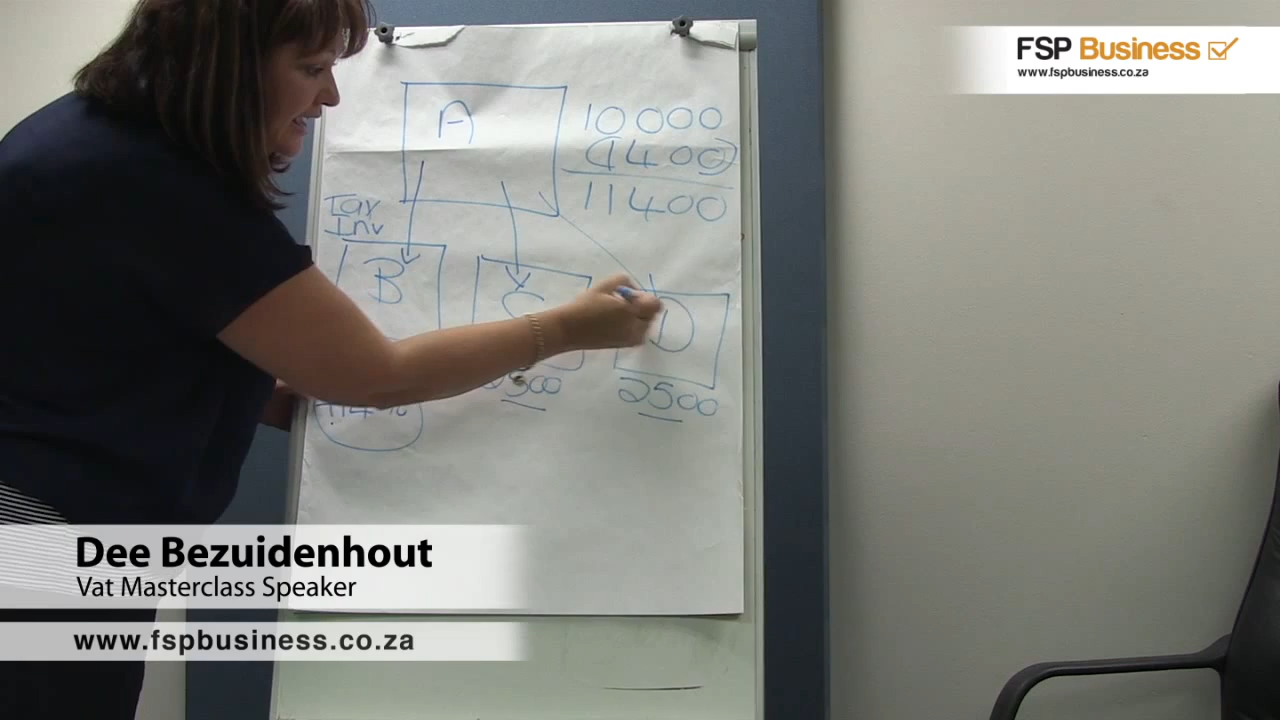 FSP Business
www.fspbusiness.co.za
A
10000
1400
11400
Tax
Inv
B
C
D
2500
Dee Bezuidenhout
Vat Masterclass Speaker
www.fspbusiness.co.za